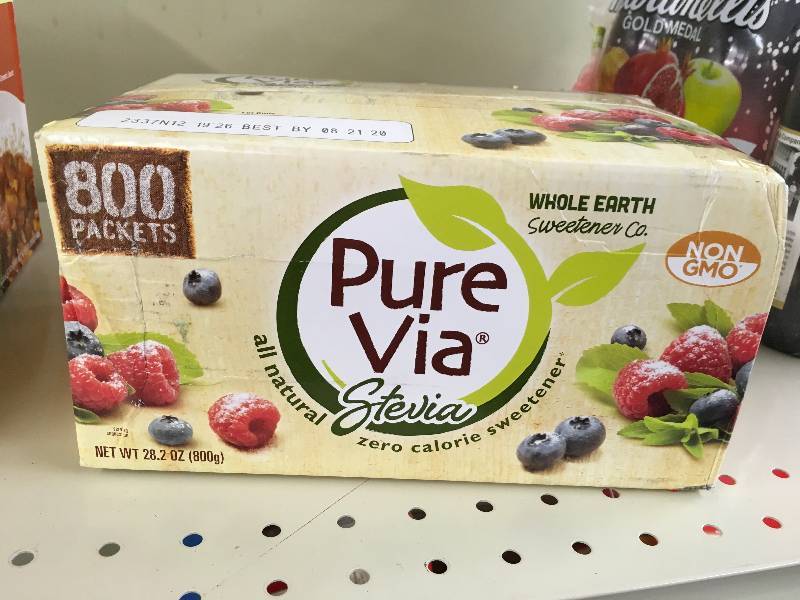 Martinelli's
GOLD MEDAL
2337N12 19:26 BEST BY 08 21 20
800
PACKETS
WHOLE EARTH
Sweetener Co.
NON
GMO
Pure
Via®
Stevia
all natural
zero calorie sweetener*
NET WT 28.2 OZ (800g)